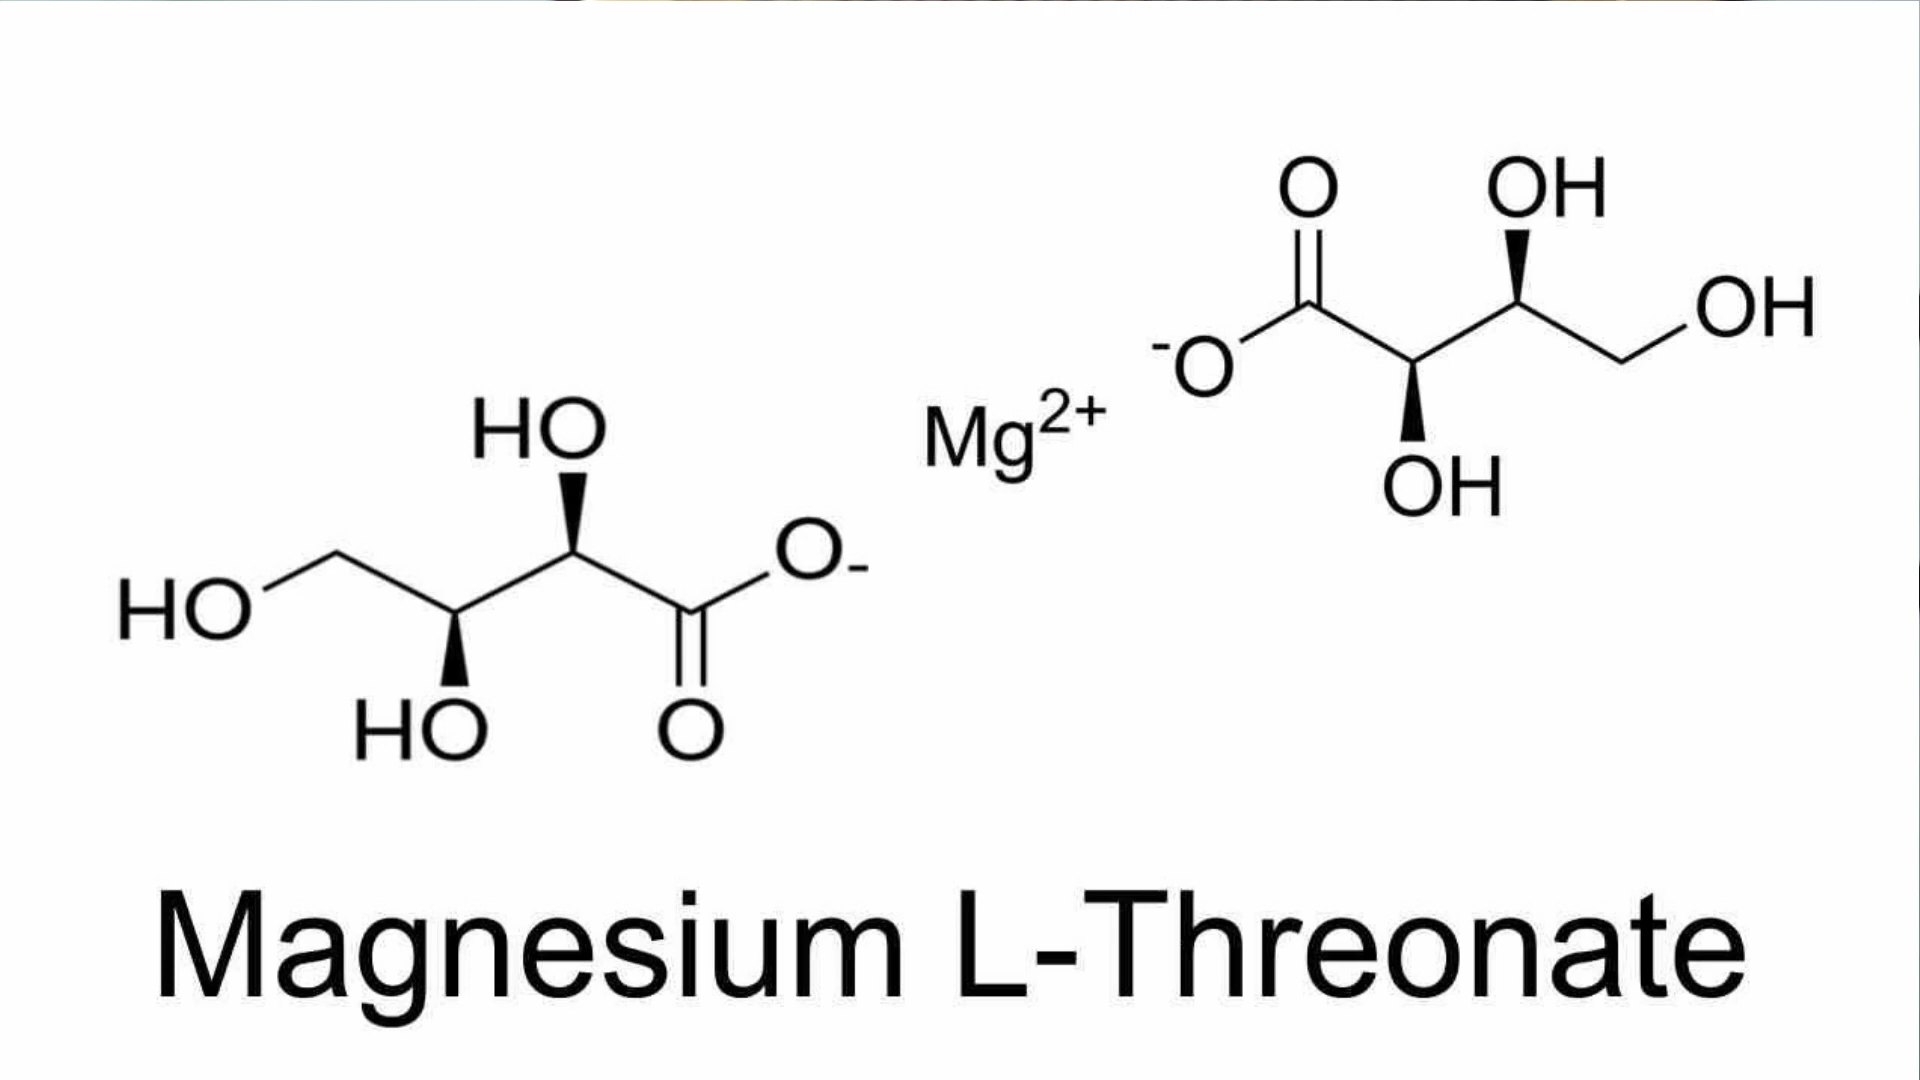 O OH
OH
-O
Mg2+
OH
HO
O-
HO
HO O
Magnesium L-Threonate